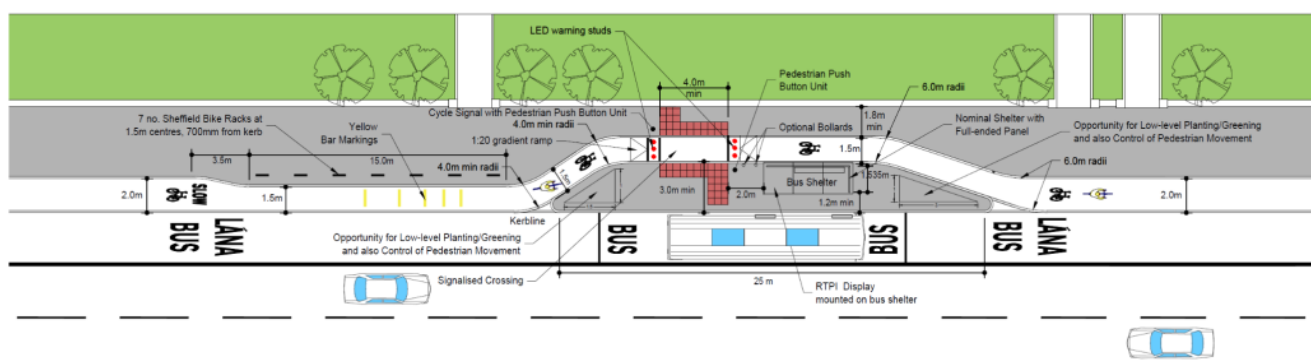 LED warning studs
4.0m
min
Pedestrian Push
Button Unit
6.0m radii
7 no. Sheffield Bike Racks at
1.5m centres, 700mm from kerb
Yellow
Bar Markings
Cycle Signal with Pedestrian Push Button Unit
4.0m min radii
1:20 gradient ramp
Optional Bollards
1.8m
min
1.5m
Nominal Shelter with
Full-ended Panel
Opportunity for Low-level Planting/Greening
and also Control of Pedestrian Movement
6.0m radii
3.5m
15.0m
4.0m min radii
2.0m
SLOW
1.5m
1.5m
3.0m min
2.0m
Bus Shelter
1.535m
1.2m min
2.0m
Kerbline
LÁNA
BUS
Opportunity for Low-level Planting/Greening
and also Control of Pedestrian Movement
BUS
BUS
LÁNA
BUS
Signalised Crossing
25 m
RTPI Display
mounted on bus shelter